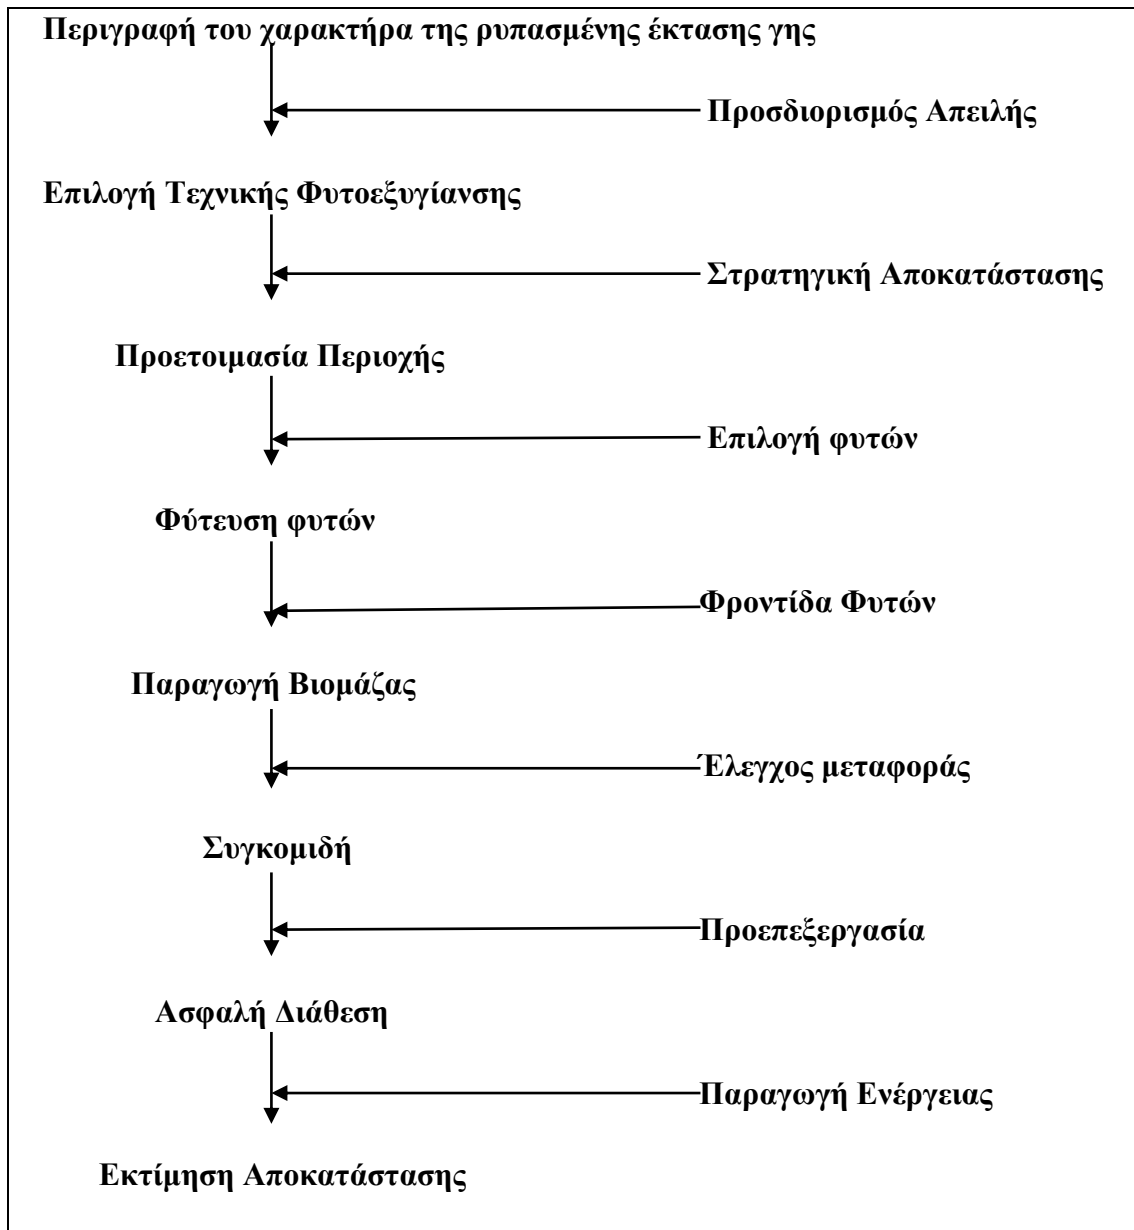 Περιγραφή του χαρακτήρα της ρυπασμένης έκτασης γης
Προσδιορισμός Απειλής
Επιλογή Τεχνικής Φυτοεξυγίανσης
Στρατηγική Αποκατάστασης
Προετοιμασία Περιοχής
Επιλογή φυτών
Φύτευση φυτών
Φροντίδα Φυτών
Παραγωγή Βιομάζας
Έλεγχος μεταφοράς
Συγκομιδή
Προεπεξεργασία
Ασφαλή Διάθεση
Παραγωγή Ενέργειας
Εκτίμηση Αποκατάστασης